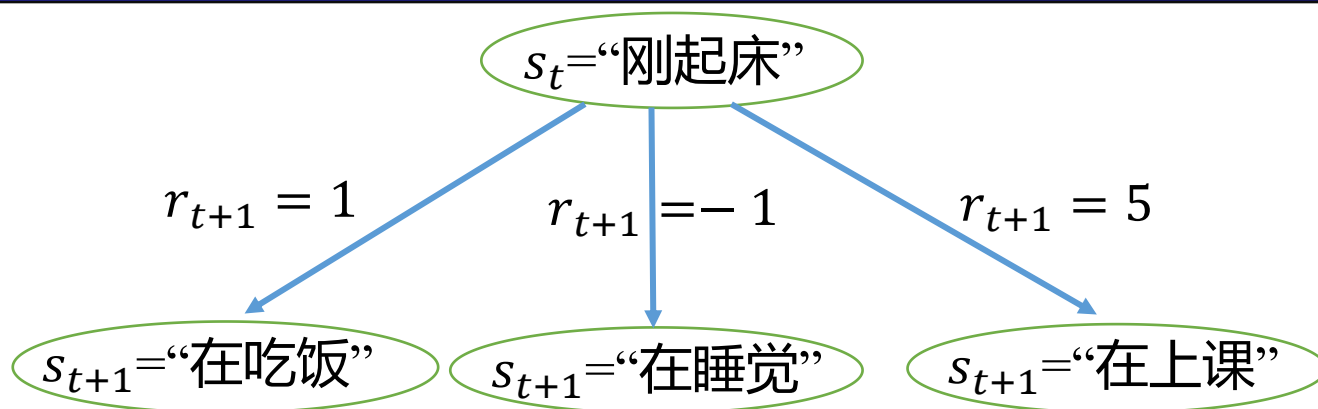 s_t=“刚起床”
r_{t+1} = 1
r_{t+1} =− 1
r_{t+1} = 5
s_{t+1}=“在吃饭”
s_{t+1}=“在睡觉”
s_{t+1}=“在上课”